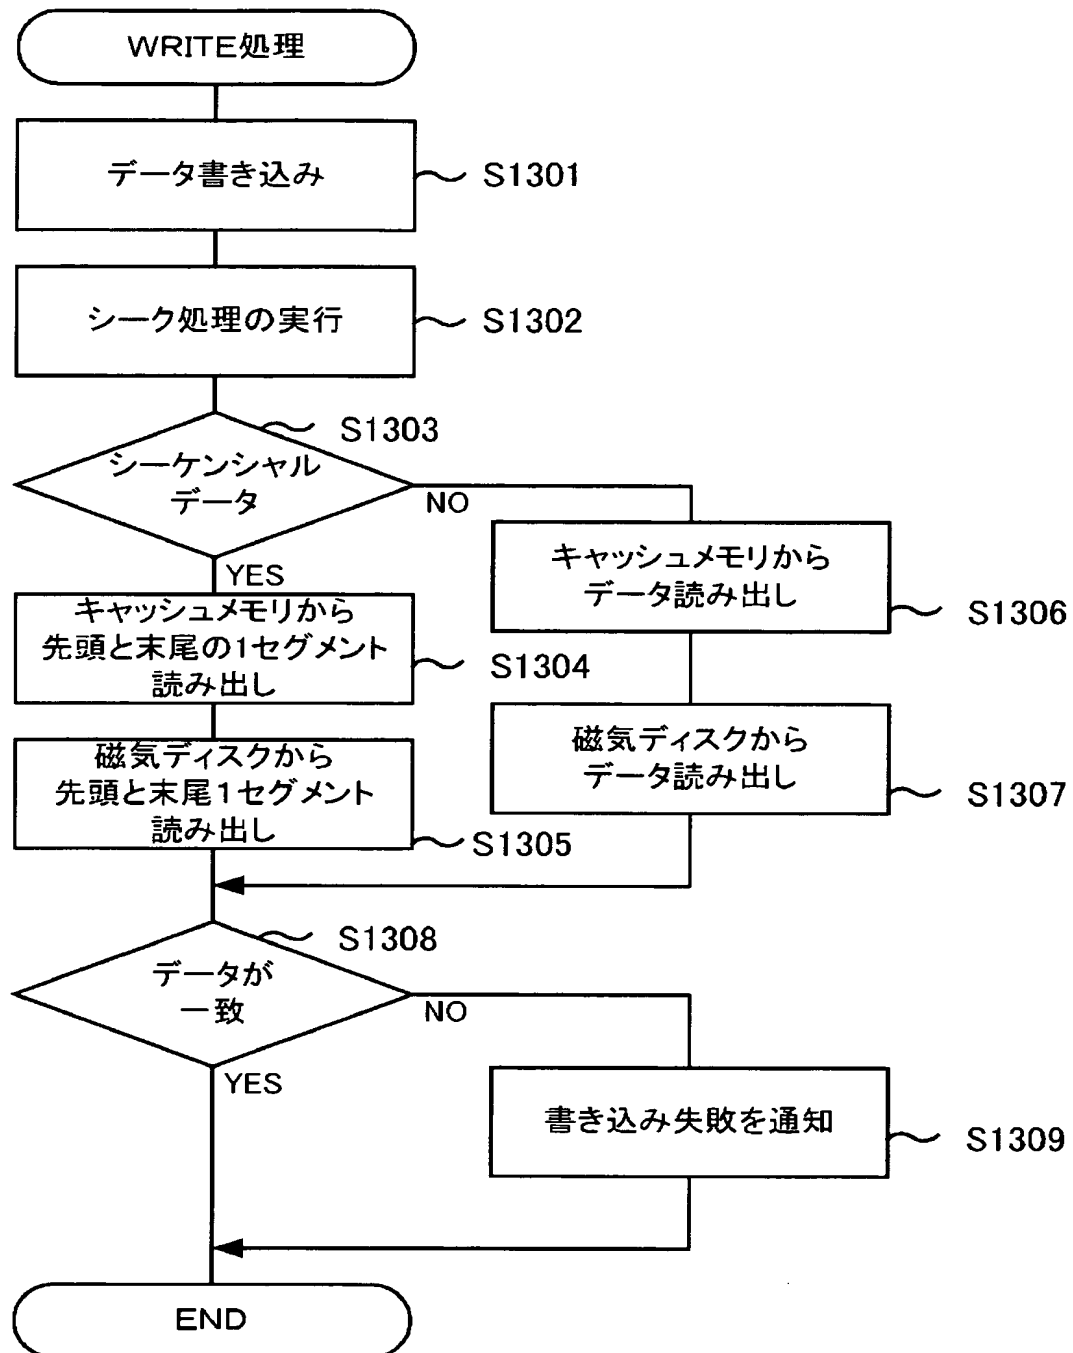 WRITE処理
データ書き込み
S1301
シーク処理の実行
S1302
S1303
シーケンシャル
データ
NO
YES
キャッシュメモリから
先頭と末尾の1セグメント
読み出し
S1304
磁気ディスクから
先頭と末尾1セグメント
読み出し
S1305
キャッシュメモリから
データ読み出し
S1306
磁気ディスクから
データ読み出し
S1307
S1308
データが
一致
NO
YES
書き込み失敗を通知
S1309
END